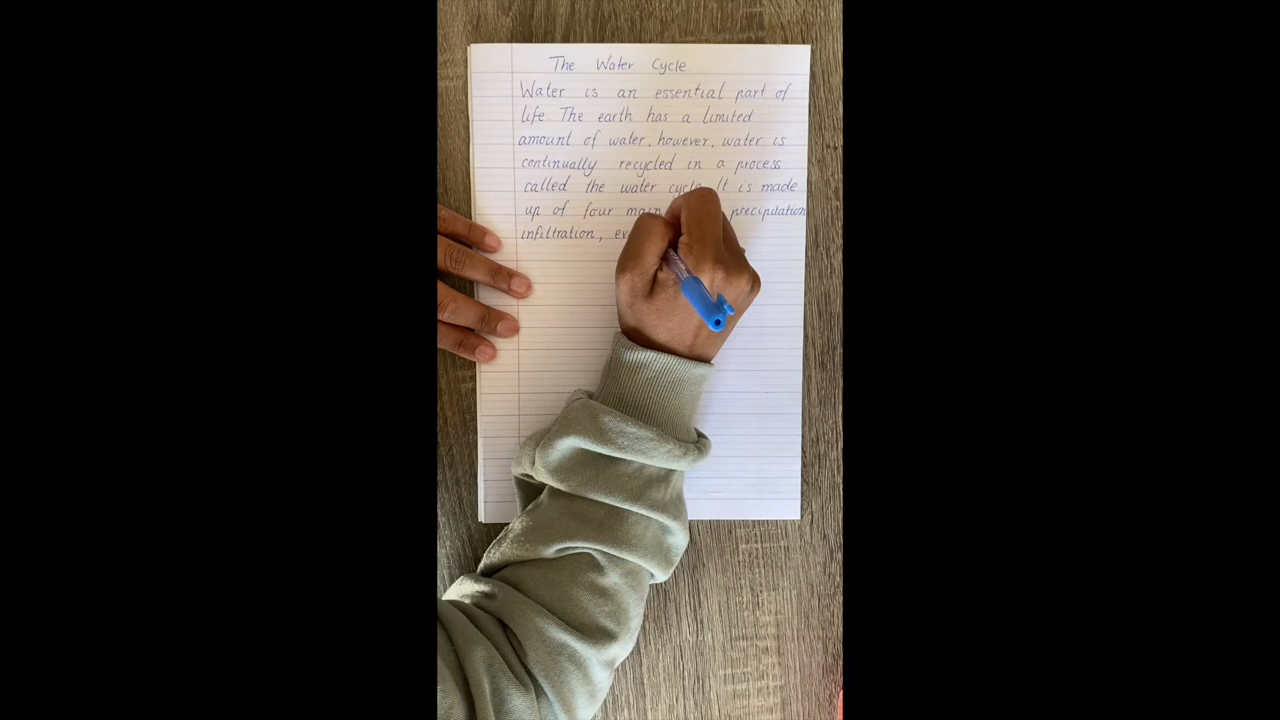 The Water Cycle
Water is an essential part of
life. The earth has a limited
amount of water, however, water is
continually recycled in a process
called the water cycle. It is made
up of four main precipitation
infiltration,